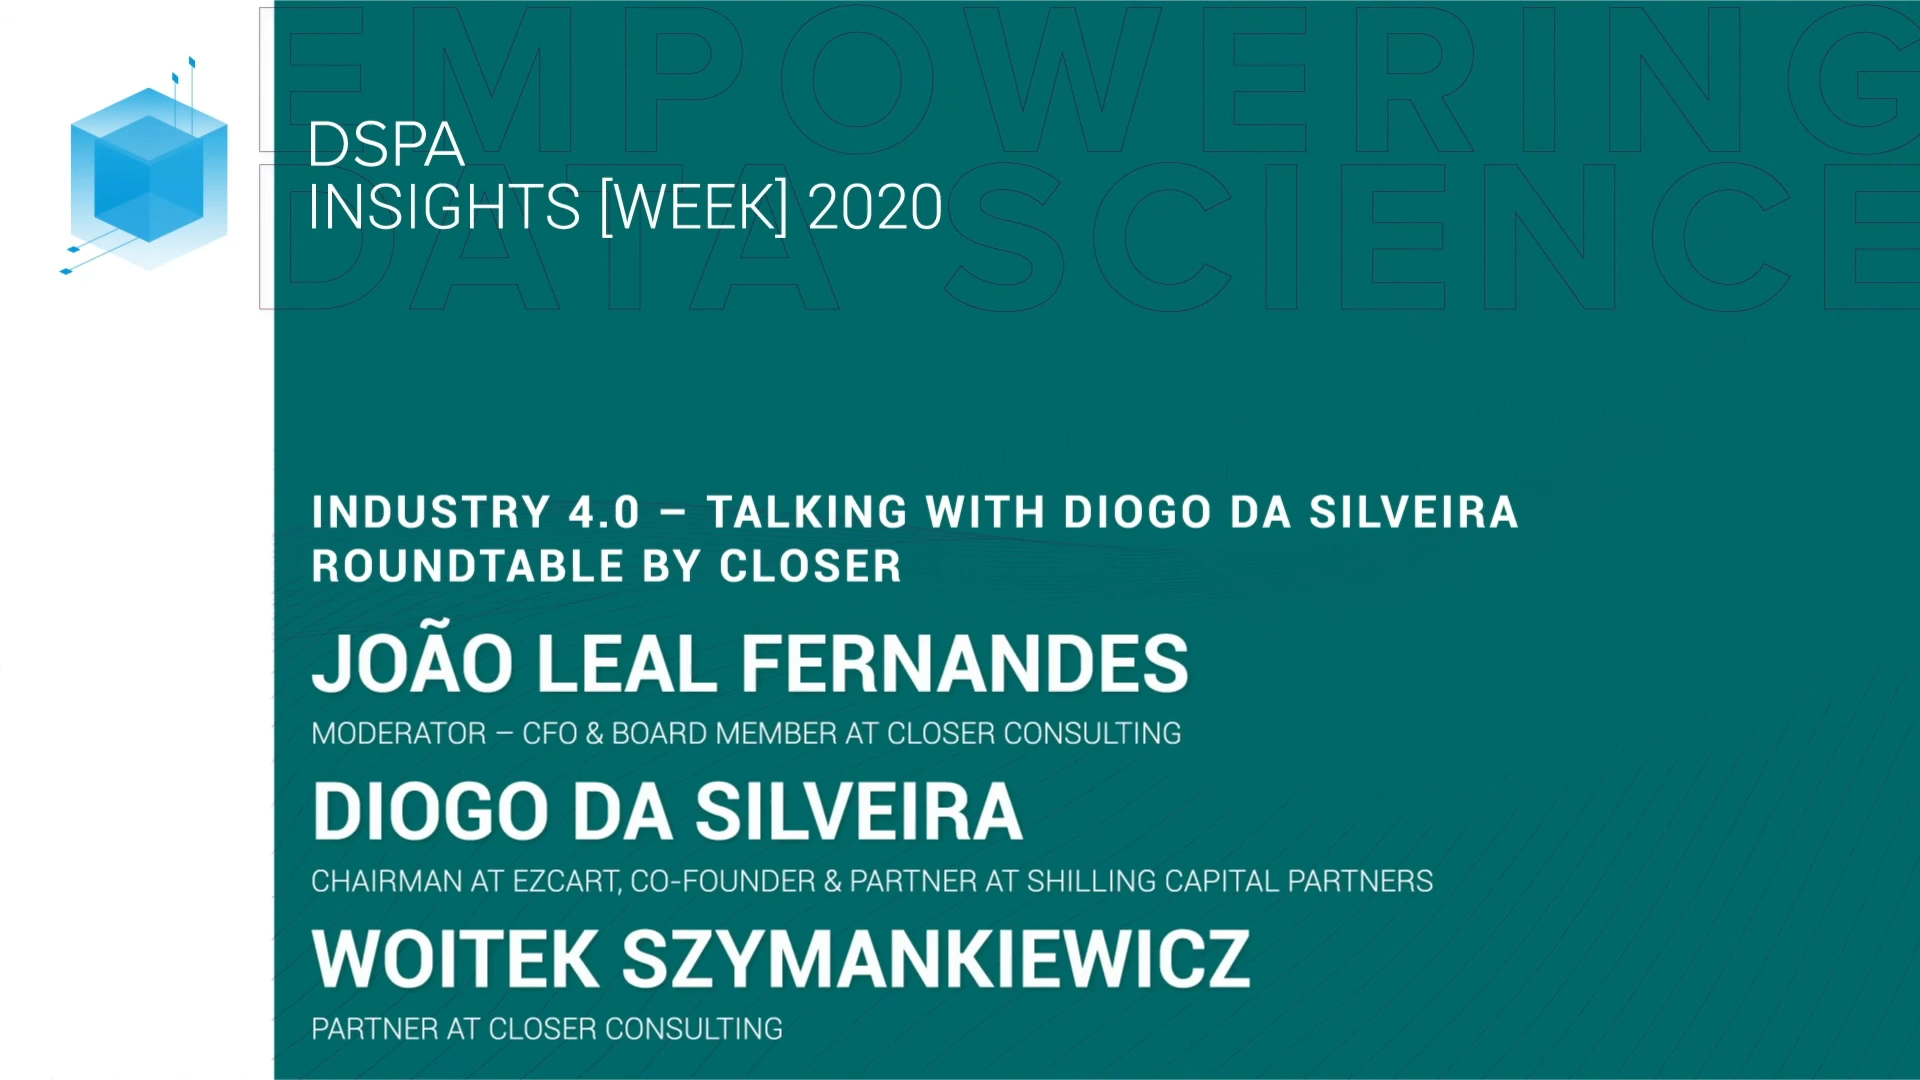 EMPOWERING
DATA SCIENCE
DSPA
INSIGHTS [WEEK] 2020
INDUSTRY 4.0 – TALKING WITH DIOGO DA SILVEIRA
ROUNDTABLE BY CLOSER
JOÃO LEAL FERNANDES
MODERATOR – CFO & BOARD MEMBER AT CLOSER CONSULTING
DIOGO DA SILVEIRA
CHAIRMAN AT EZCART, CO-FOUNDER & PARTNER AT SHILLING CAPITAL PARTNERS
WOITEK SZYMANKIEWICZ
PARTNER AT CLOSER CONSULTING